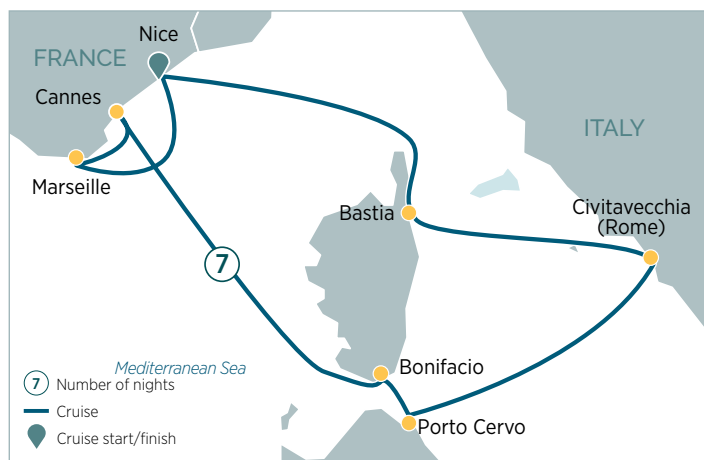 Nice
FRANCE
Cannes
Marseille
ITALY
Bastia
Civitavecchia
(Rome)
7
Mediterranean Sea
Bonifacio
Porto Cervo
7 Number of nights
Cruise
Cruise start/finish